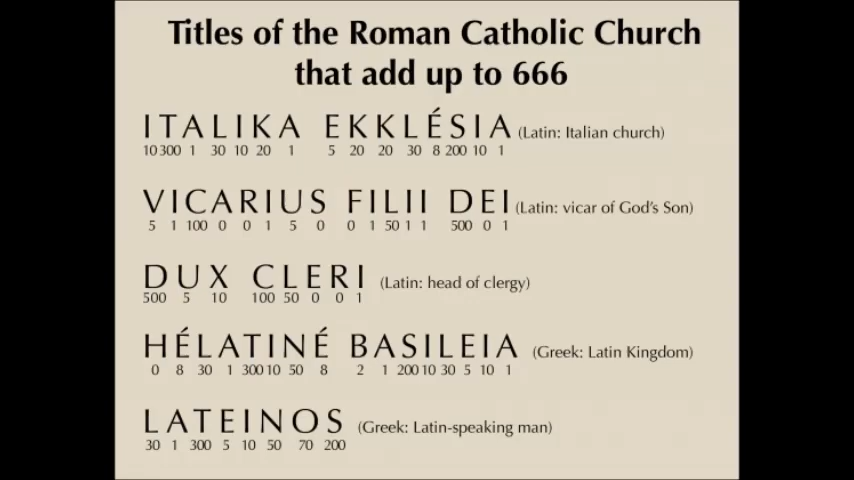 Titles of the Roman Catholic Church
that add up to 666
ITALIKA EKKLÉSIA (Latin: Italian church)
10 300 1 30 10 20 1 5 20 20 30 8 200 10 1
VICARIUS FILII DEI (Latin: vicar of God's Son)
5 1 100 0 0 1 5 0 0 1 50 1 1 500 0 1
DUX CLERI (Latin: head of clergy)
500 5 10 100 50 0 0 1
HÉLATINÉ BASILEIA (Greek: Latin Kingdom)
0 8 30 1 300 10 50 8 2 1 200 10 30 5 10 1
LATEINOS (Greek: Latin-speaking man)
30 1 300 5 10 50 70 200